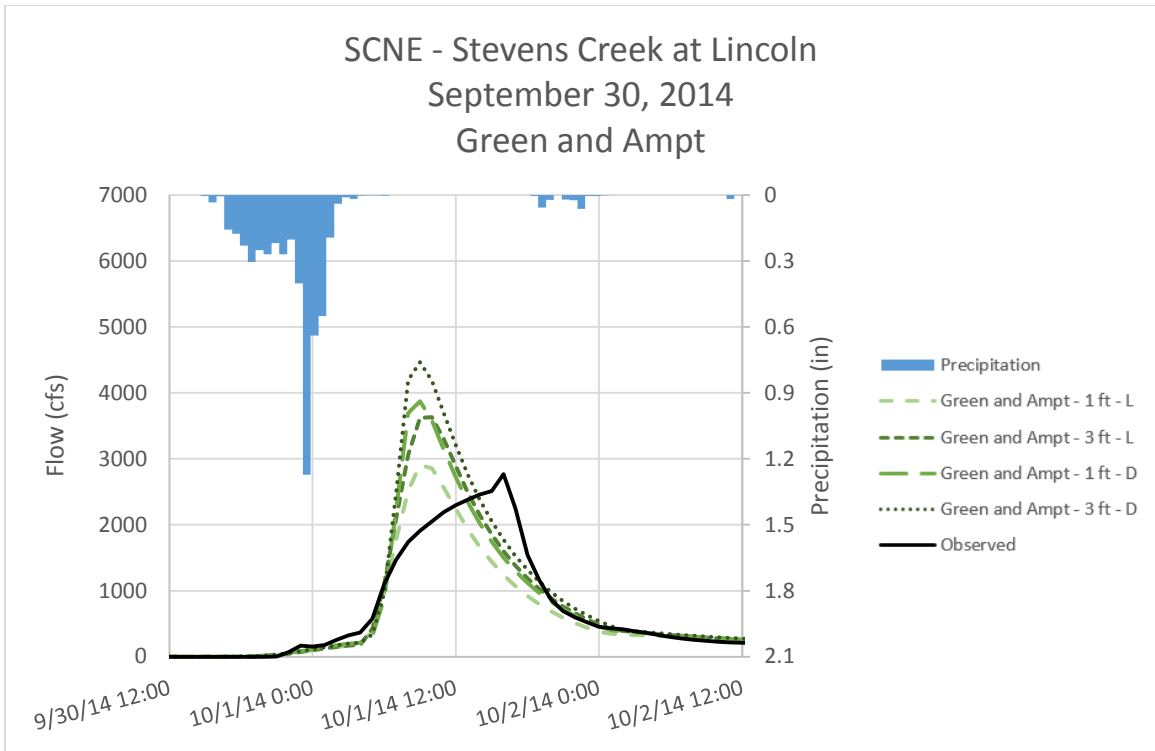 SCNE - Stevens Creek at Lincoln
September 30, 2014
Green and Ampt
7000
6000
5000
4000
3000
2000
1000
0
Flow (cfs)
0
0.3
0.6
0.9
1.2
1.5
1.8
2.1
Precipitation (in)
9/30/14 12:00
10/1/14 0:00
10/1/14 12:00
10/2/14 0:00
10/2/14 12:00
Precipitation
Green and Ampt - 1 ft - L
Green and Ampt - 3 ft - L
Green and Ampt - 1 ft - D
Green and Ampt - 3 ft - D
Observed